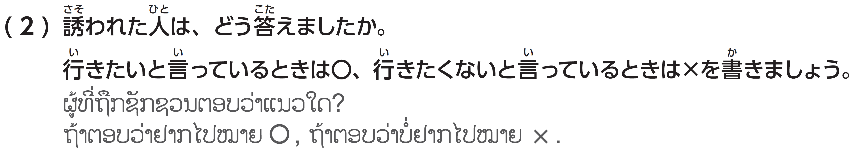 (2) 誘われた人は、どう答えましたか。
行きたいと言っているときは○、行きたくないと言っているときは×を書きましょう。
ຜູ້ທີ່ຖືກຊັກຊວນຕອບວ່າແນວໃດ?
ຖ້າຕອບວ່າຢາກໄປໝາຍ ○, ຖ້າຕອບວ່າບໍ່ຢາກໄປໝາຍ ×.